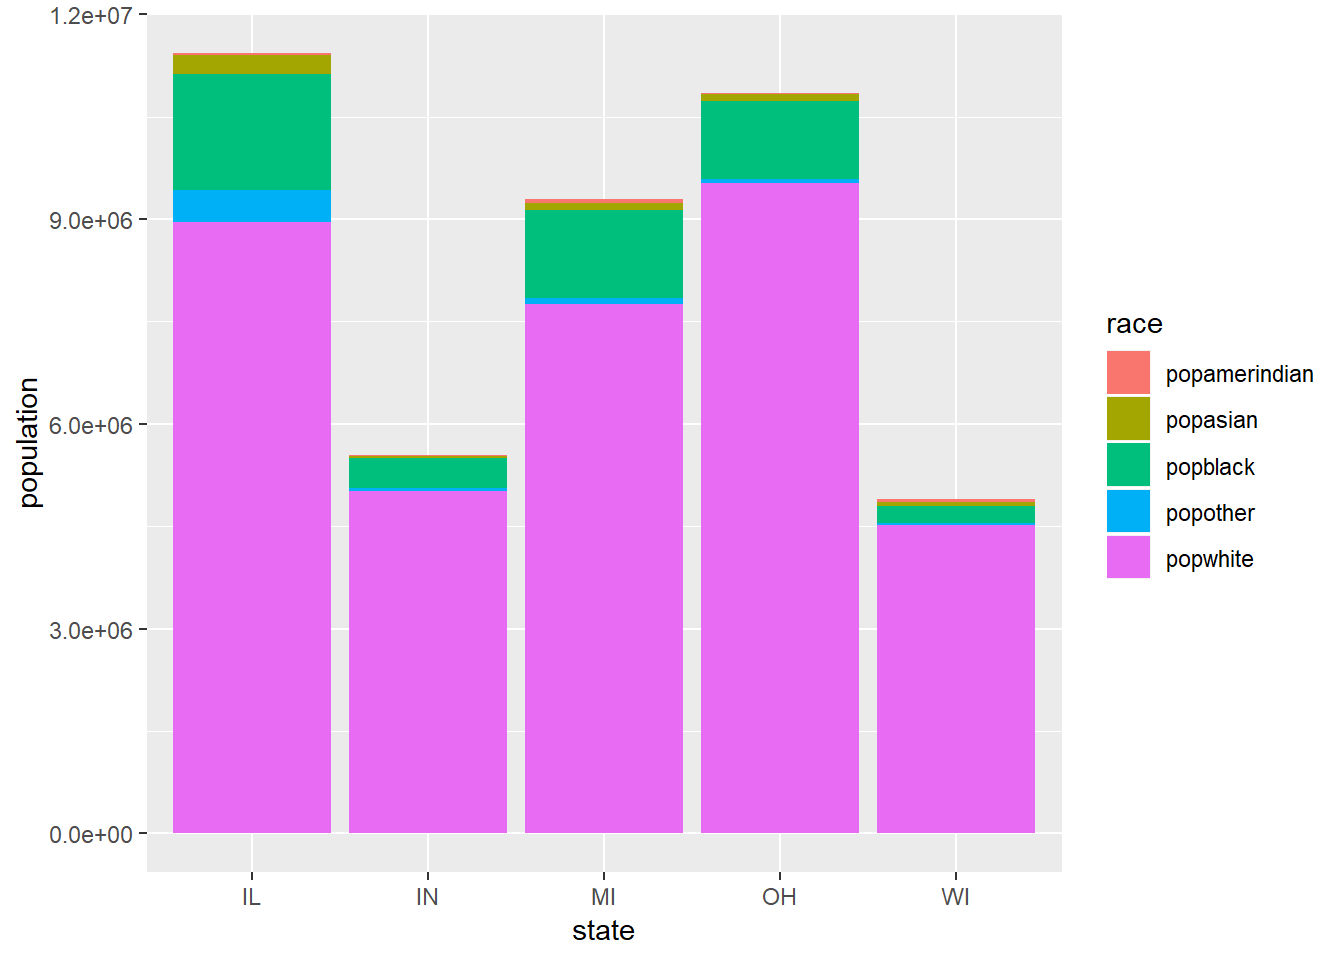 1.2e+07
9.0e+06
6.0e+06
3.0e+06
0.0e+00
population
IL IN MI OH WI
state
race
popamerindian
popasian
popblack
popother
popwhite